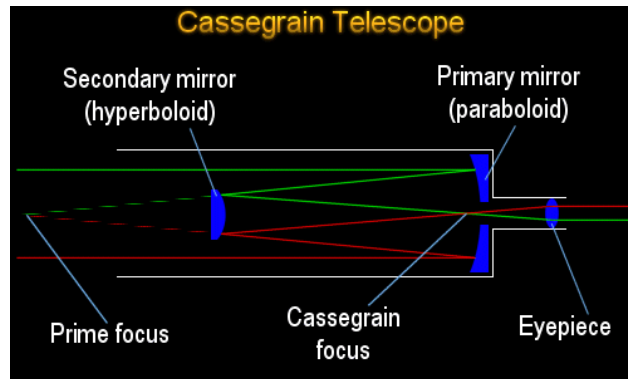 Cassegrain Telescope
Secondary mirror
(hyperboloid)
Primary mirror
(paraboloid)
Prime focus
Cassegrain
focus
Eyepiece